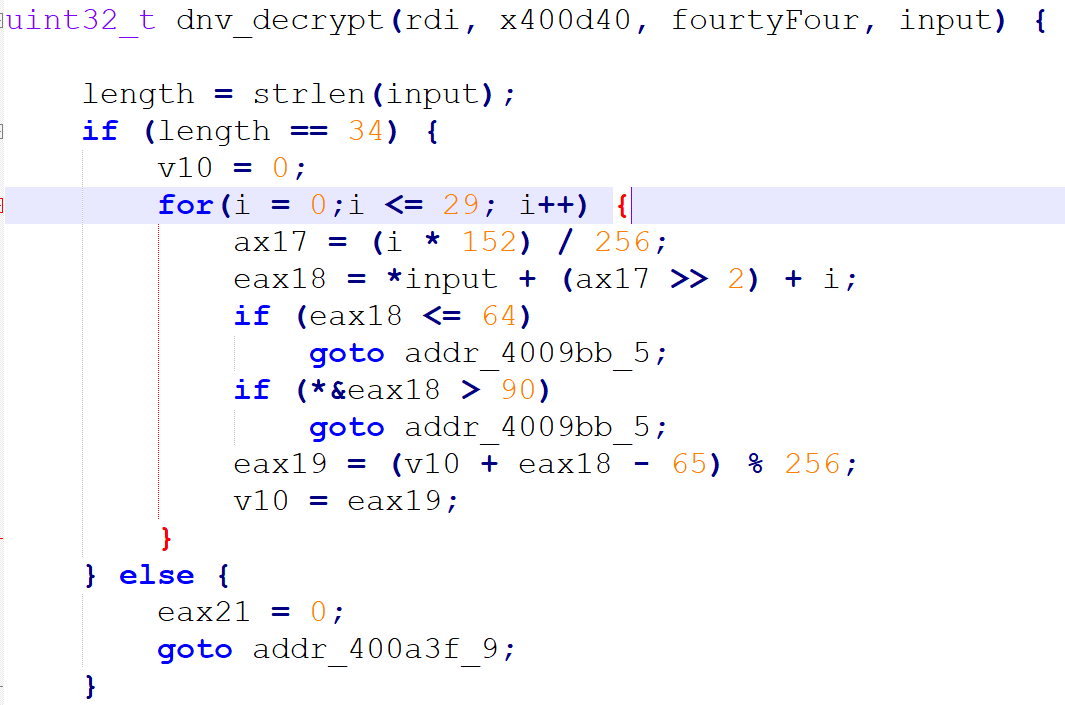 uint32_t dnv_decrypt(rdi, x400d40, fourtyFour, input) {
length = strlen(input);
if (length == 34) {
v10 = 0;
for(i = 0;i <= 29; i++) {
ax17 = (i * 152) / 256;
eax18 = *input + (ax17 >> 2) + i;
if (eax18 <= 64)
goto addr_4009bb_5;
if (*&eax18 > 90)
goto addr_4009bb_5;
eax19 = (v10 + eax18 - 65) % 256;
v10 = eax19;
}
} else {
eax21 = 0;
goto addr_400a3f_9;
}